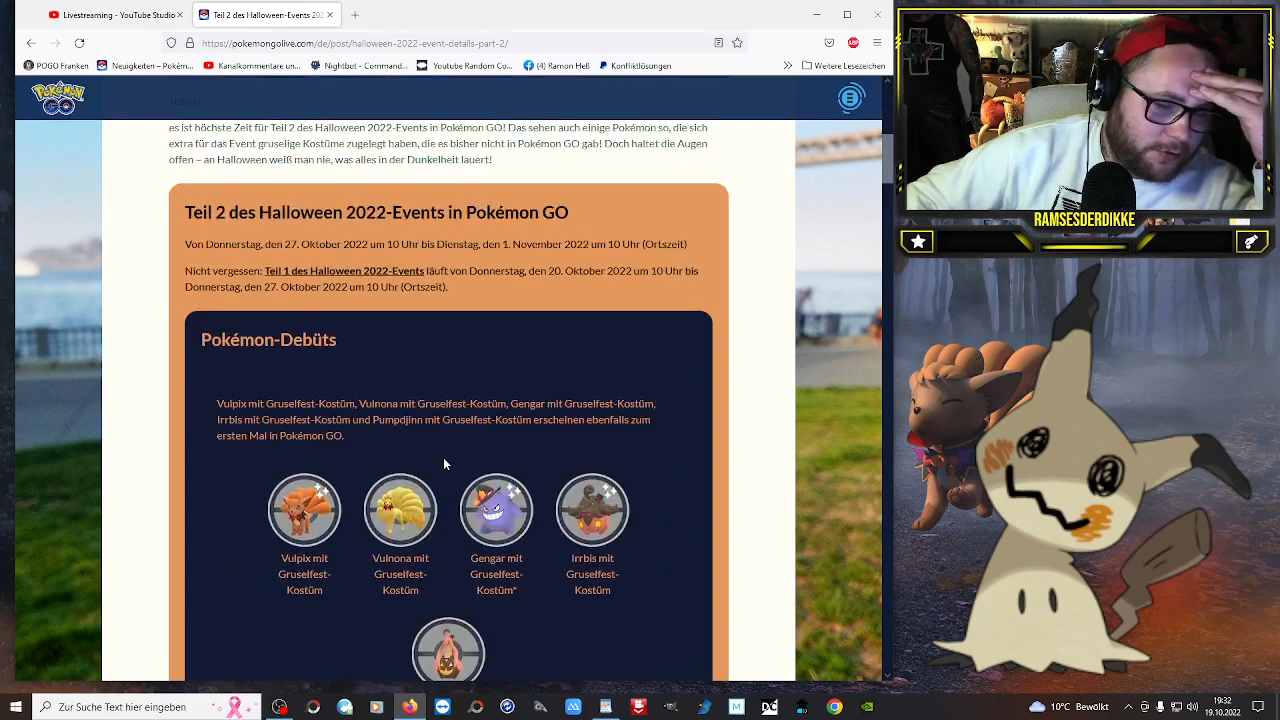 Livestreaming - YouTube Studio
Teil 2 des Halloween 2022-Events in Pokémon GO
https://pokemongolive.com/de/post/halloween-2022-event-details-part-2/
POGO Franken
Neuigkeiten – Pokém…
Nightbot - Command…
Youtube Random Co…
(4) Ramon Heß
Konfliktlösungen
Weitere Lesezeichen
ABP
POKÉMON GO
Trainer
es ist höchste Zeit für Teil 2 des Halloween 2022-Events in Pokémon GO! Das sehen auch einige Pokémon so, die sich
extra für das Event gruselige Kostüme zugelegt haben, die es bisher nicht in Pokémon GO gab! Doch haltet die Augen
offen – an Halloween weiß man nie, was alles in der Dunkelheit lauert!
Teil 2 des Halloween 2022-Events in Pokémon GO
Von Donnerstag, den 27. Oktober 2022 um 10 Uhr bis Dienstag, den 1. November 2022 um 10 Uhr (Ortszeit)
Nicht vergessen: Teil 1 des Halloween 2022-Events läuft von Donnerstag, den 20. Oktober 2022 um 10 Uhr bis
Donnerstag, den 27. Oktober 2022 um 10 Uhr (Ortszeit).
Pokémon-Debüts
Vulpix mit Gruselfest-Kostüm, Vulnona mit Gruselfest-Kostüm, Gengar mit Gruselfest-Kostüm,
Irrbis mit Gruselfest-Kostüm und Pumpdjinn mit Gruselfest-Kostüm erscheinen ebenfalls zum
ersten Mal in Pokémon GO.
Vulpix mit
Gruselfest-
Kostüm
Vulnona mit
Gruselfest-
Kostüm
Gengar mit
Gruselfest-
Kostüm*
Irrbis mit
Gruselfest-
Kostüm
RAMSESDERDIKKE
Zur Suche Text hier eingeben
10°C Bewölkt
19:32
19.10.2022